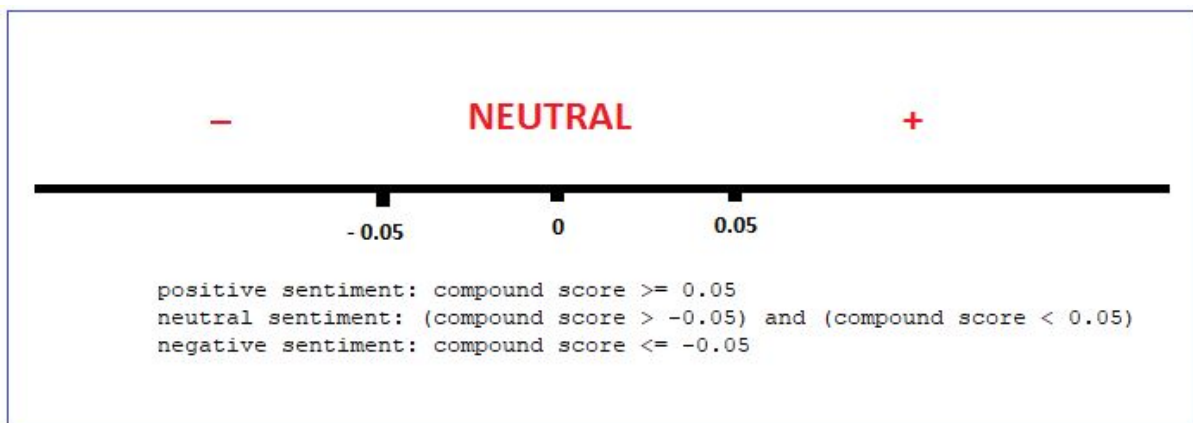 – NEUTRAL +
- 0.05 0 0.05
positive sentiment: compound score >= 0.05
neutral sentiment: (compound score > -0.05) and (compound score < 0.05)
negative sentiment: compound score <= -0.05